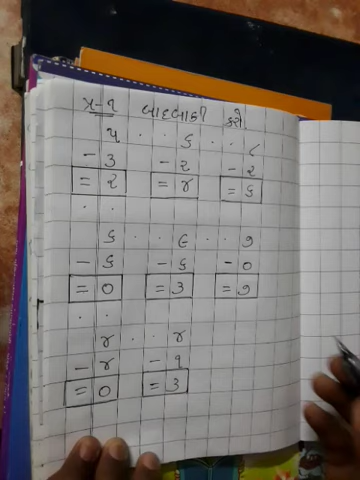 પ્ર-૨ બાદબાકી કરો
૫ . . ૬ . . ૮
- ૩ - ૨ - ૨
= ૨ = ૪ = ૬
. .
૬ . . ૯ . . ૭
- ૬ - ૬ - ૦
= ૦ = ૩ = ૭
. .
૪ . . ૪
- ૪ - ૧
= ૦ = ૩